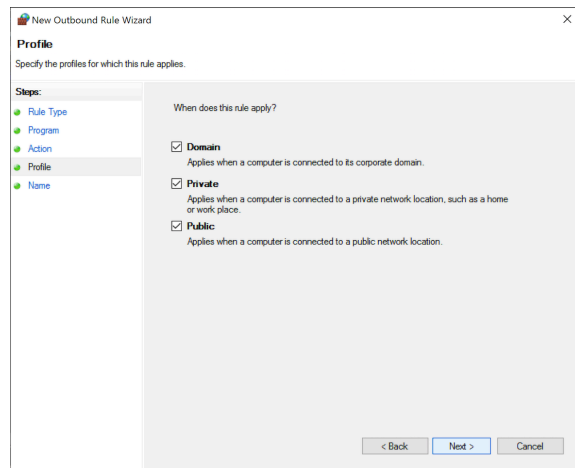 New Outbound Rule Wizard
Profile
Specify the profiles for which this rule applies.
Steps:
Rule Type
Program
Action
Profile
Name
When does this rule apply?
Domain
Applies when a computer is connected to its corporate domain.
Private
Applies when a computer is connected to a private network location, such as a home
or work place.
Public
Applies when a computer is connected to a public network location.
< Back
Next >
Cancel